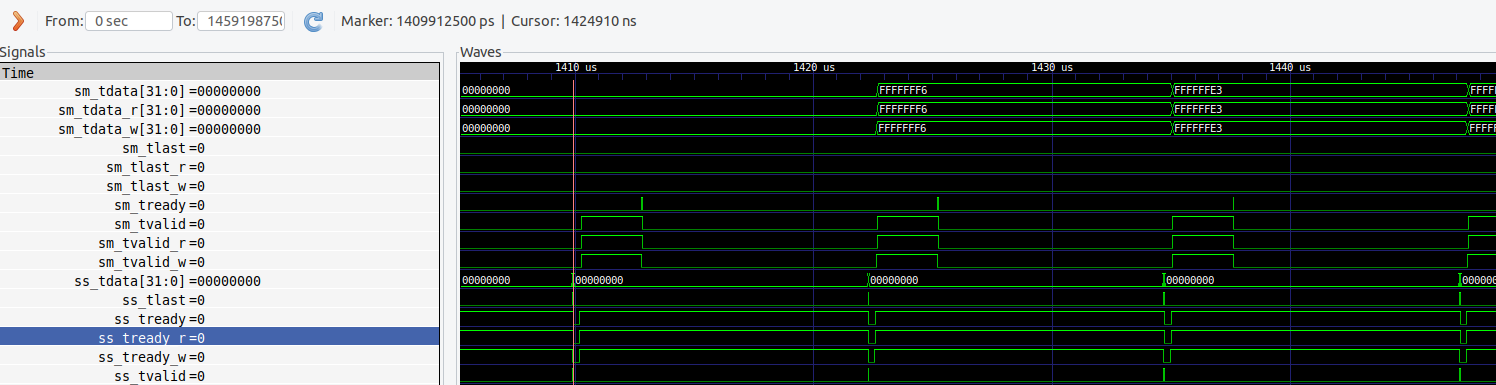 From: 0 sec To: 1459198750 Marker: 1409912500 ps | Cursor: 1424910 ns
Signals Waves
Time 1410 us 1420 us 1430 us 1440 us
sm_tdata[31:0] =00000000 00000000 FFFFFFF6 FFFFFFE3 FFFF
sm_tdata_r[31:0] =00000000 00000000 FFFFFFF6 FFFFFFE3 FFFF
sm_tdata_w[31:0] =00000000 00000000 FFFFFFF6 FFFFFFE3 FFFF
sm_tlast =0
sm_tlast_r =0
sm_tlast_w =0
sm_tready =0
sm_tvalid =0
sm_tvalid_r =0
sm_tvalid_w =0
ss_tdata[31:0] =00000000 00000000 00000000 00000000 00000000 00000
ss_tlast =0
ss_tready =0
ss_tready_r =0
ss_tready_w =0
ss_tvalid =0